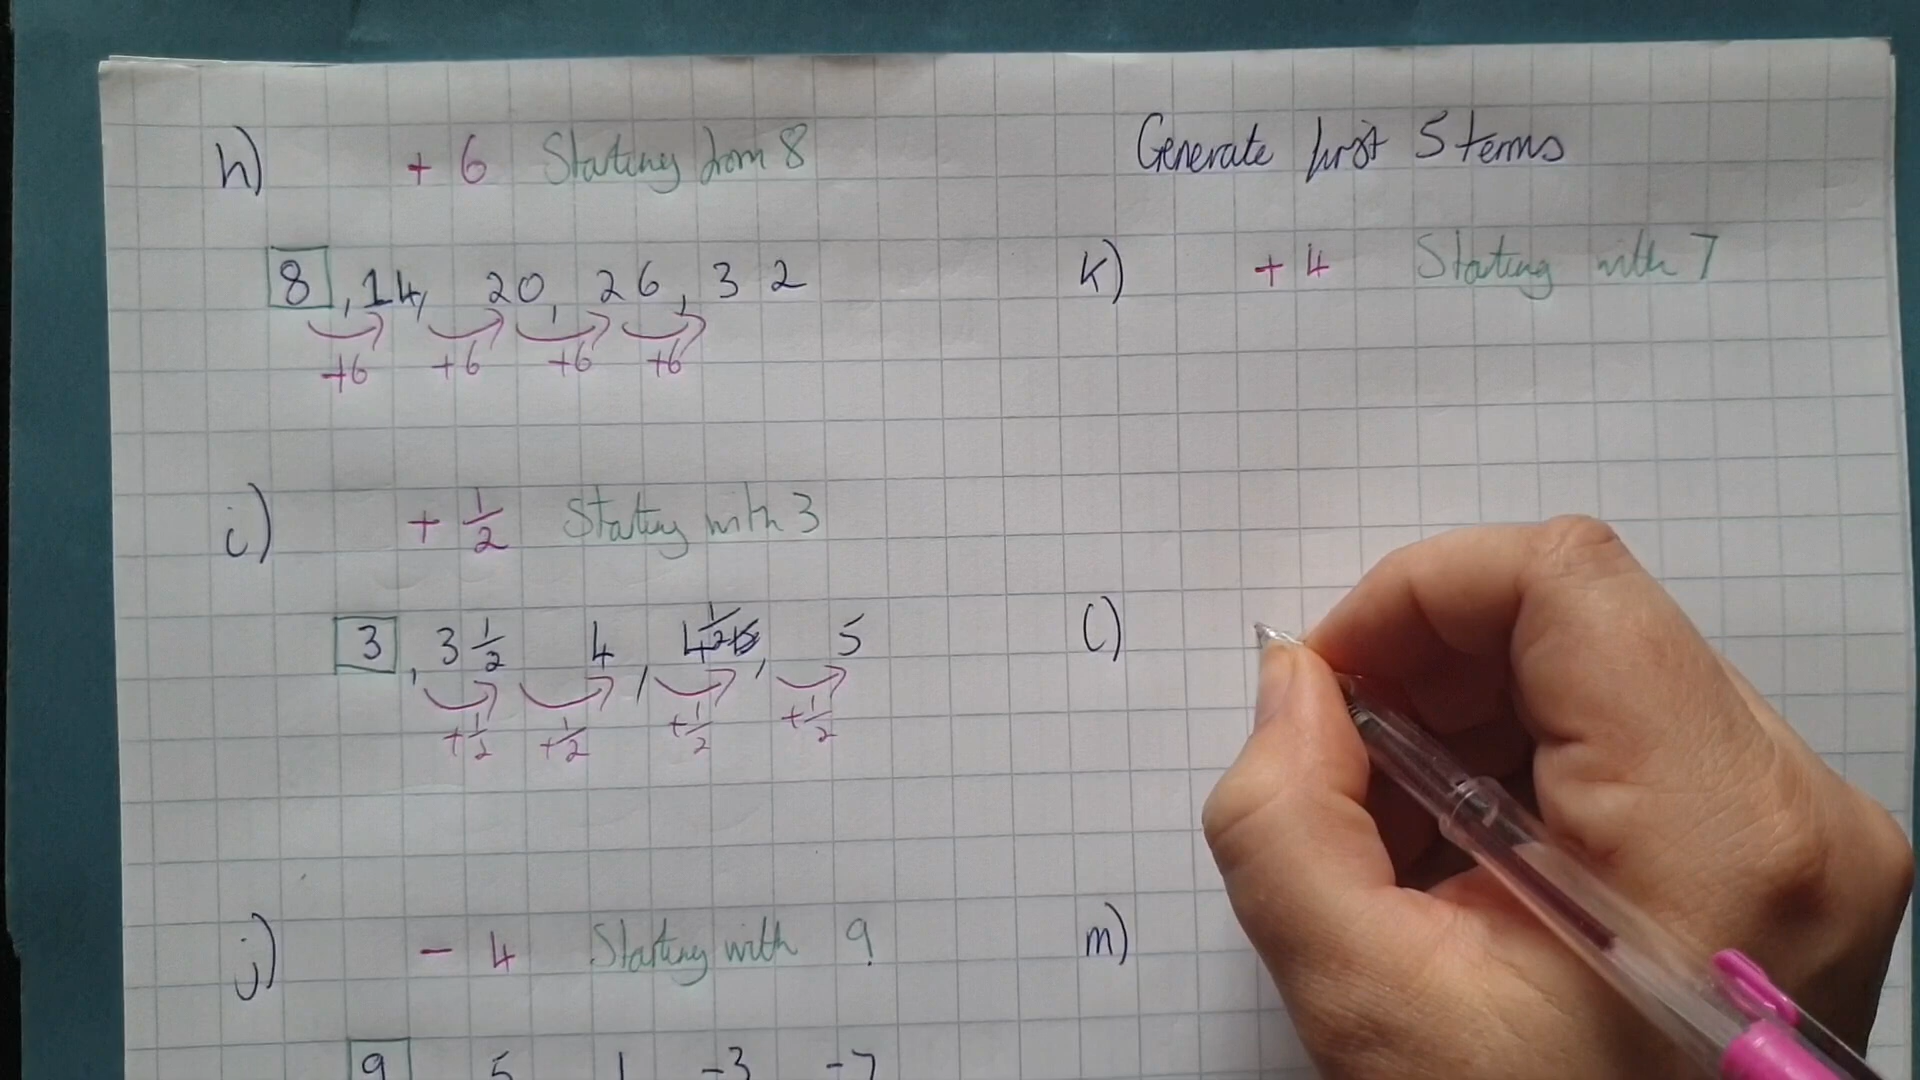 h) + 6 Starting from 8
8, 14, 20, 26, 32
+6 +6 +6 +6
i) + 1/2 Starting with 3
3, 3 1/2 4, 4 1/2, 5
+1/2 +1/2 +1/2 +1/2
j) - 4 Starting with 9
9 5 1 -3 -7
Generate first 5 terms
k) + 4 Starting with 7
l)
m)